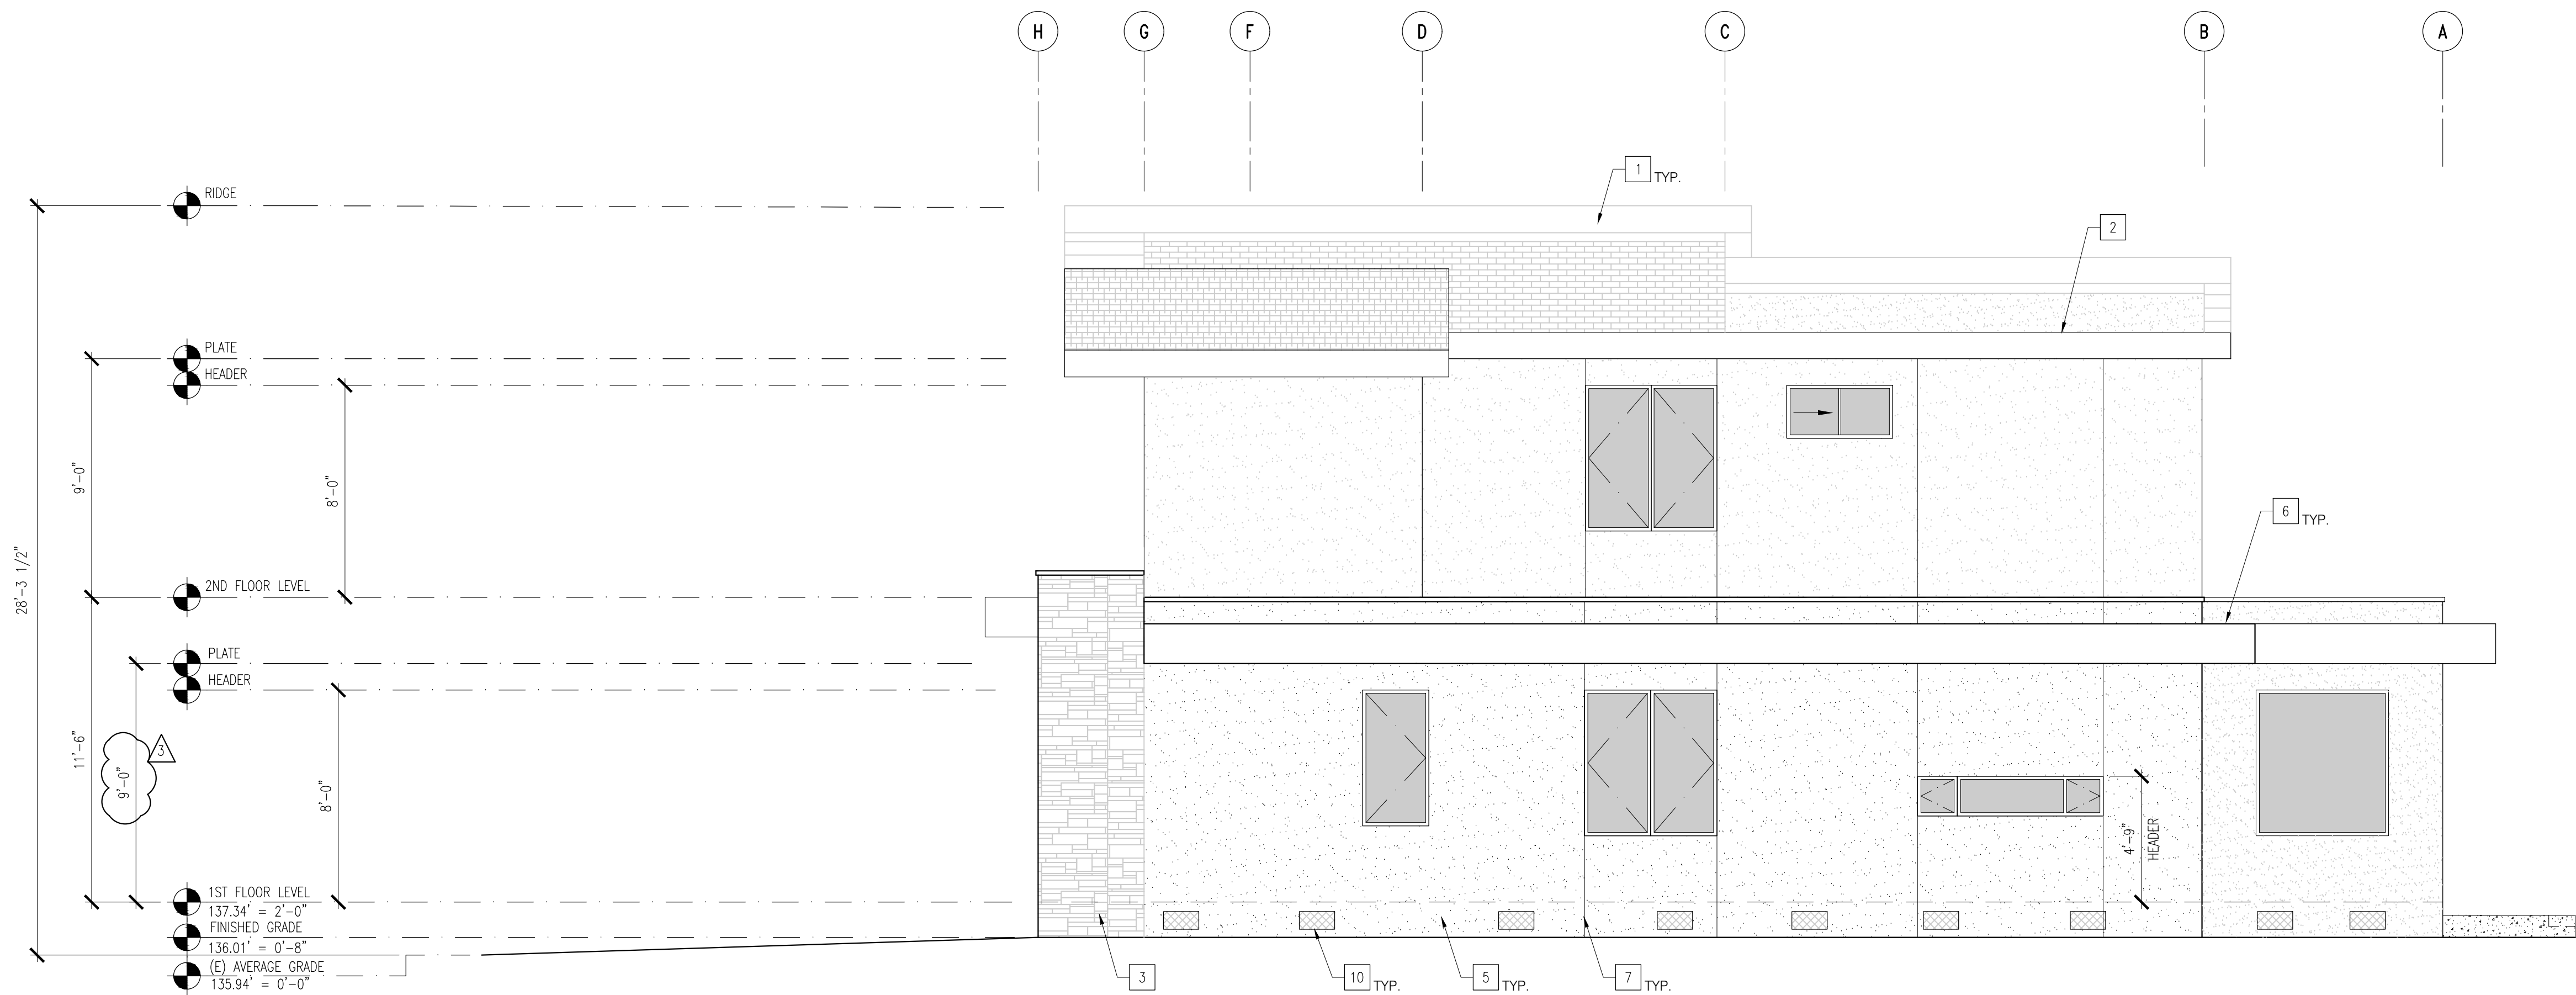 H G F D C B A
1 TYP.
RIDGE
2
PLATE
HEADER
9'-0"
8'-0"
6 TYP.
28'-3 1/2"
2ND FLOOR LEVEL
PLATE
HEADER
11'-6"
3
9'-0"
8'-0"
4'-9"
HEADER
1ST FLOOR LEVEL
137.34' = 2'-0"
FINISHED GRADE
136.01' = 0'-8"
(E) AVERAGE GRADE
135.94' = 0'-0"
3
10 TYP.
5 TYP.
7 TYP.